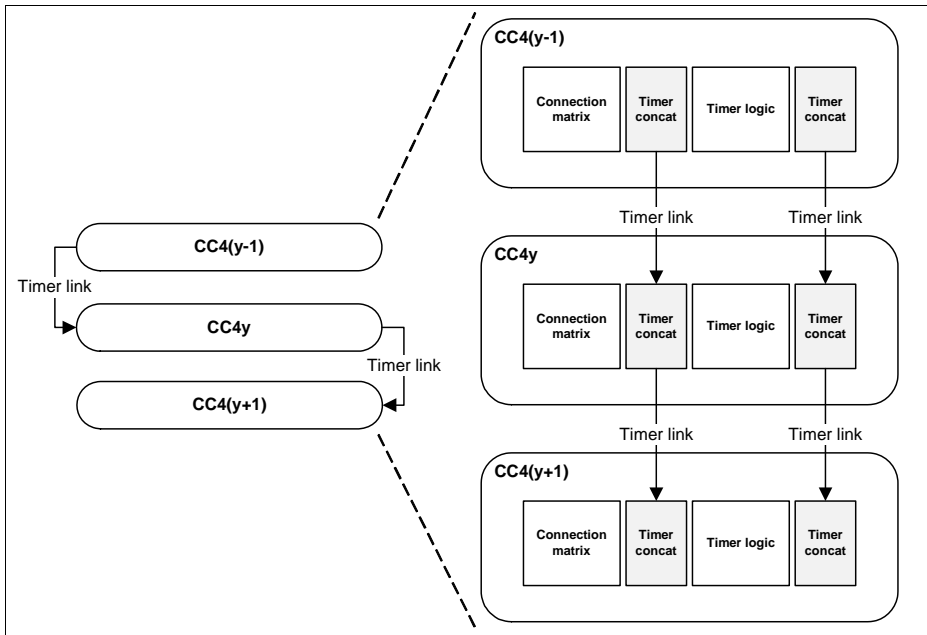 CC4(y-1)
Timer link
CC4y
Timer link
CC4(y+1)
CC4(y-1)
Connection matrix
Timer concat
Timer logic
Timer concat
Timer link
Timer link
CC4y
Connection matrix
Timer concat
Timer logic
Timer concat
Timer link
Timer link
CC4(y+1)
Connection matrix
Timer concat
Timer logic
Timer concat